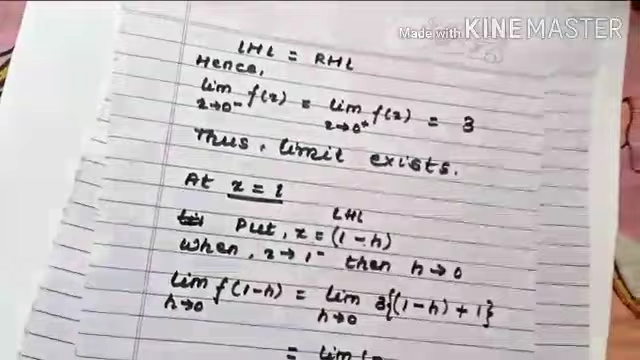 Made with KINEMASTER
LHL = RHL
Hence,
lim f(x) = lim f(x) = 3
x→0⁻ x→0⁺
Thus, limit exists.
At x = 1
Put, x = (1 - h) LHL
when, x → 1⁻ then h → 0
lim f(1-h) = lim 3{(1-h) + 1}
h→0 h→0
= lim